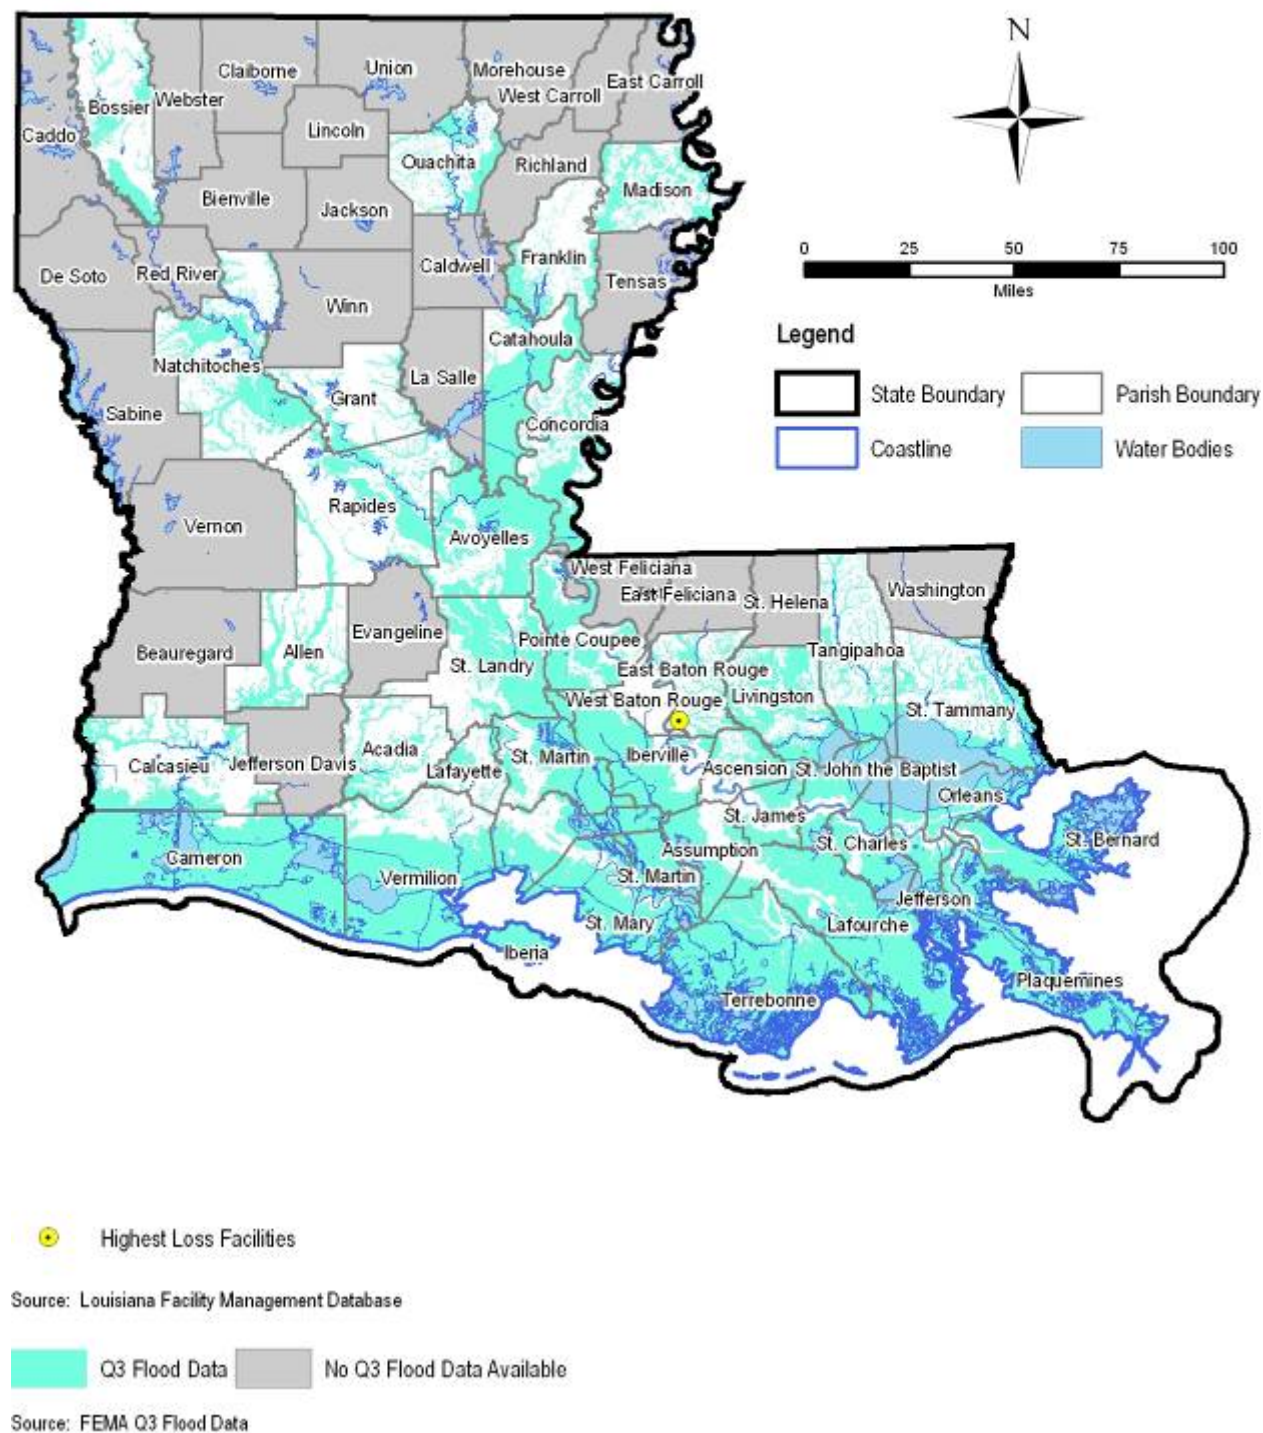 N
Claiborne
Union
Morehouse
East Carroll
West Carroll
Bossier
Webster
Caddo
Lincoln
Ouachita
Richland
Madison
Bienville
Jackson
De Soto
Red River
Caldwell
Franklin
Tensas
0 25 50 75 100
Miles
Winn
Catahoula
Natchitoches
La Salle
Grant
Sabine
Concordia
Legend
State Boundary
Parish Boundary
Coastline
Water Bodies
Rapides
Vernon
Avoyelles
West Feliciana
East Feliciana
St. Helena
Washington
Evangeline
Beauregard
Allen
Pointe Coupee
Tangipahoa
St. Landry
East Baton Rouge
West Baton Rouge
Livingston
St. Tammany
Acadia
Calcasieu
Jefferson Davis
Lafayette
St. Martin
Iberville
Ascension
St. John the Baptist
Orleans
St. James
St. Bernard
Cameron
Vermilion
Assumption
St. Charles
St. Martin
Jefferson
St. Mary
Lafourche
Iberia
Plaquemines
Terrebonne
Highest Loss Facilities
Source: Louisiana Facility Management Database
Q3 Flood Data
No Q3 Flood Data Available
Source: FEMA Q3 Flood Data